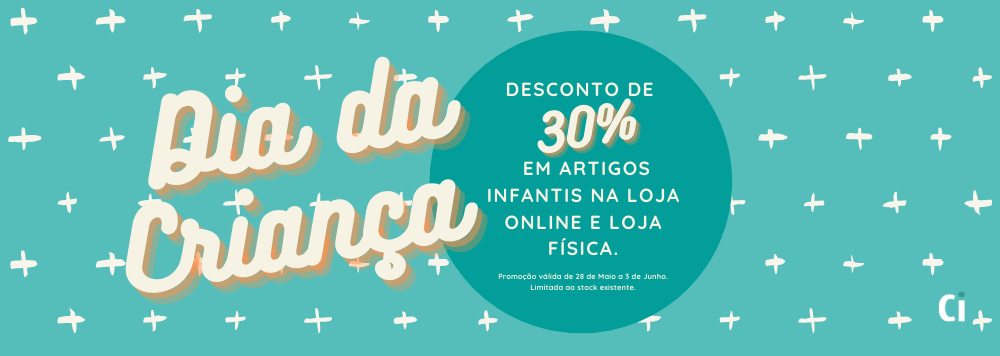 Dia da
Criança
DESCONTO DE
30%
EM ARTIGOS
INFANTIS NA LOJA
ONLINE E LOJA
FÍSICA.
Promoção válida de 28 de Maio a 3 de Junho.
Limitada ao stock existente.
Ci